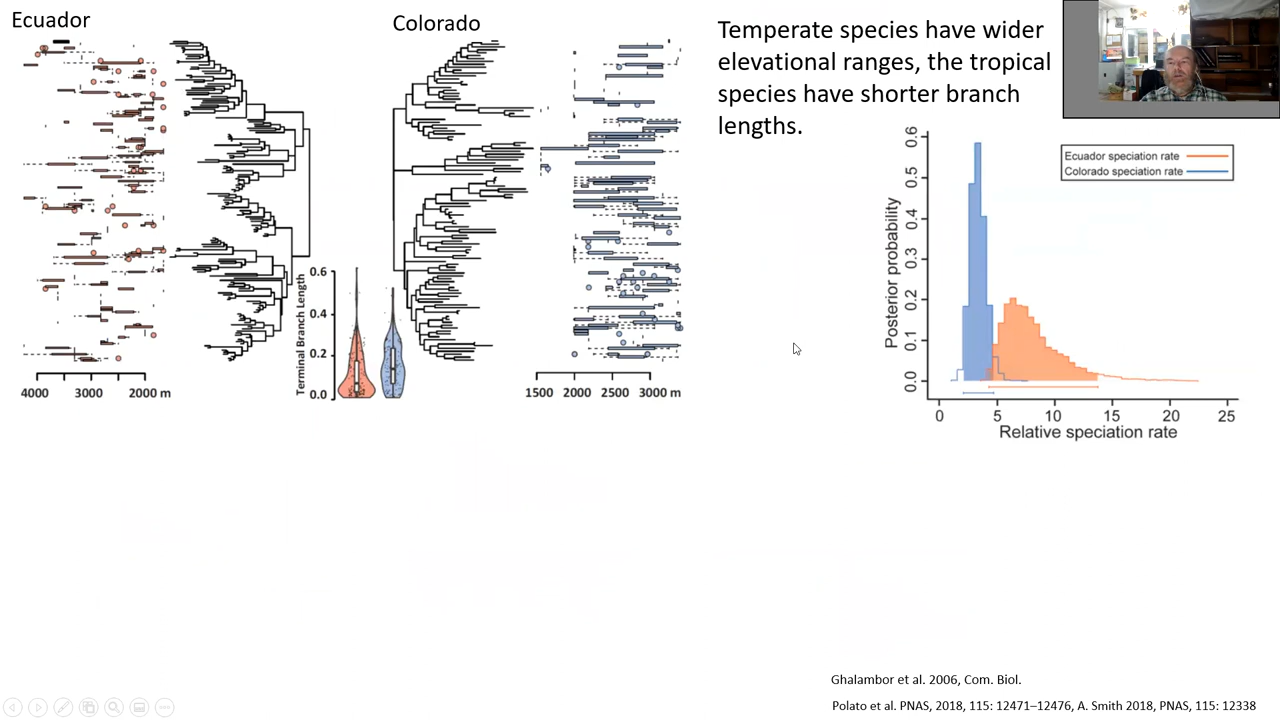 Ecuador
Colorado
Temperate species have wider
elevational ranges, the tropical
species have shorter branch
lengths.
4000 3000 2000 m
Terminal Branch Length
0.6
0.4
0.2
0.0
1500 2000 2500 3000 m
Ecuador speciation rate
Colorado speciation rate
Posterior probability
0.6
0.5
0.4
0.3
0.2
0.1
0.0
0 5 10 15 20 25
Relative speciation rate
Ghalambor et al. 2006, Com. Biol.
Polato et al. PNAS, 2018, 115: 12471–12476, A. Smith 2018, PNAS, 115: 12338